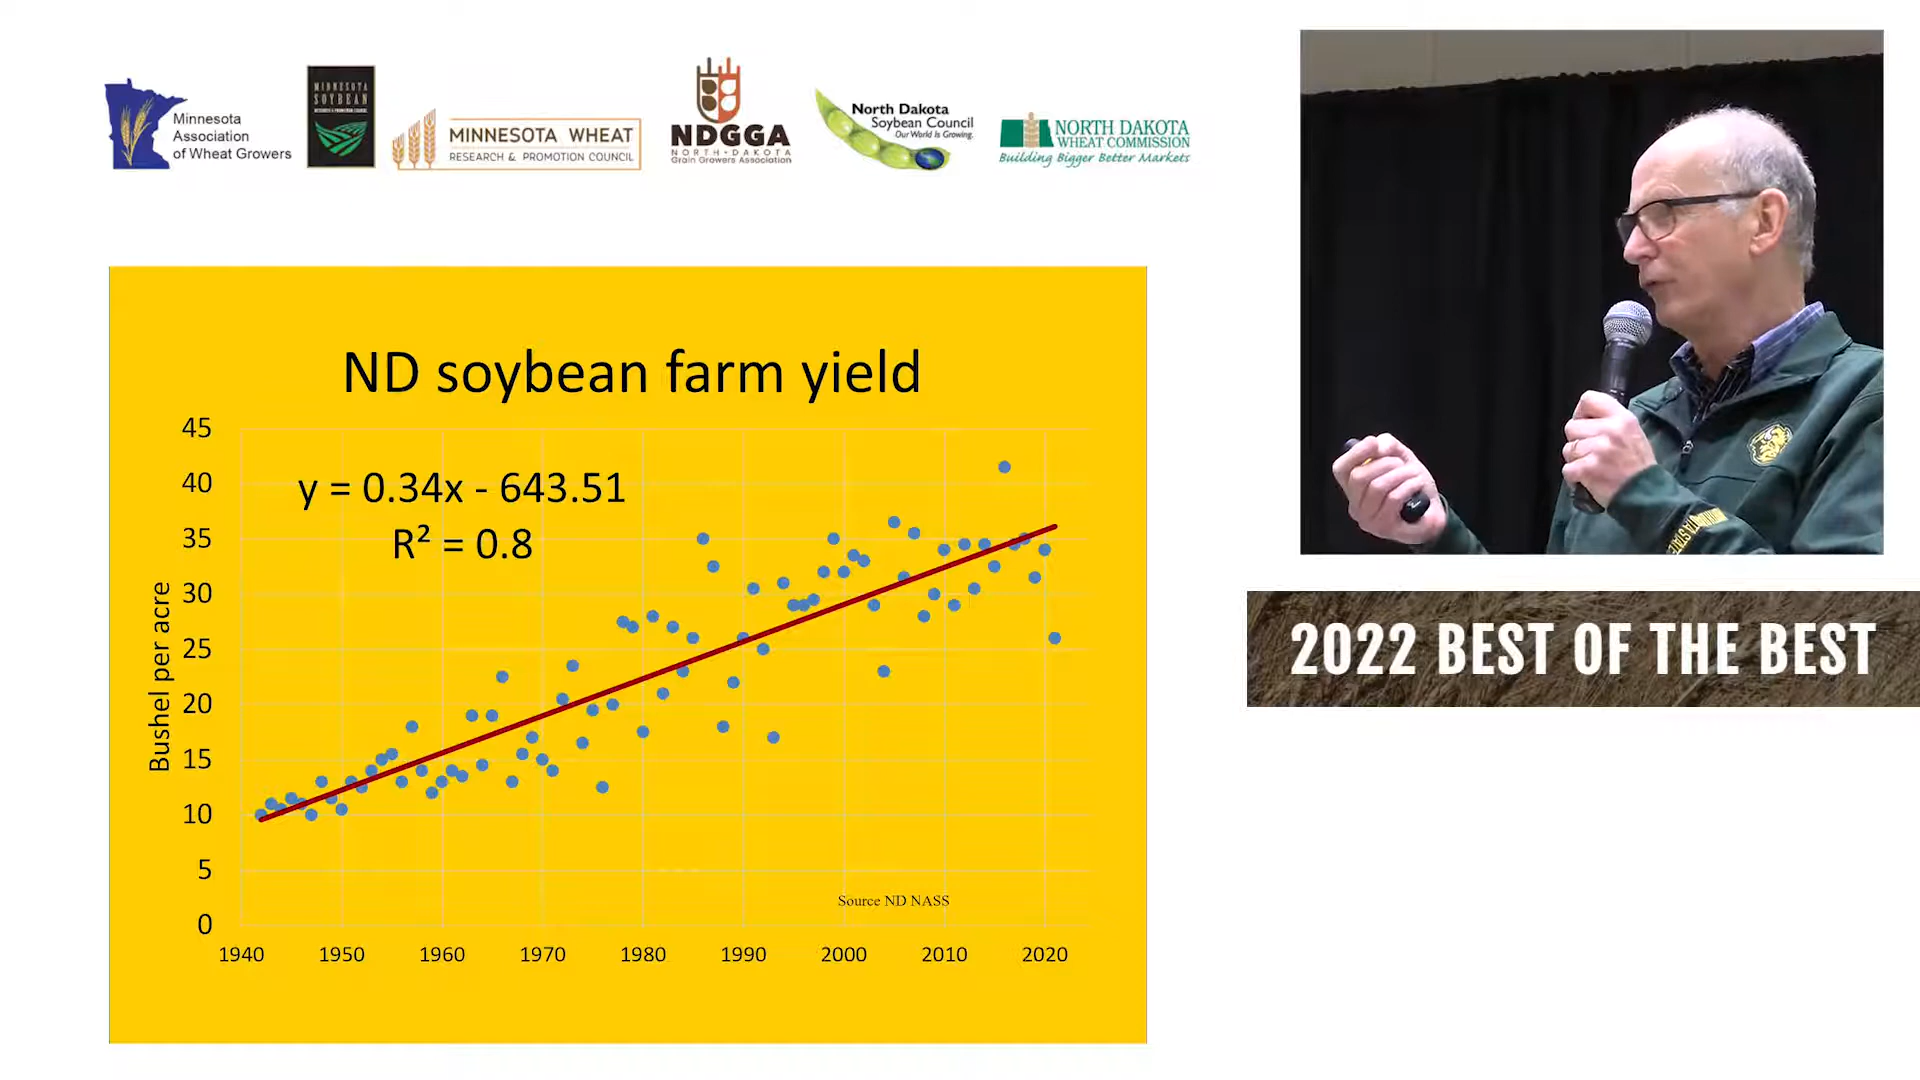 Minnesota
Association
of Wheat Growers
MINNESOTA
SOYBEAN
RESEARCH & PROMOTION COUNCIL
MINNESOTA WHEAT
RESEARCH & PROMOTION COUNCIL
NDGGA
NORTH • DAKOTA
Grain Growers Association
North Dakota
Soybean Council
Our World is Growing.
NORTH DAKOTA
WHEAT COMMISSION
Building Bigger Better Markets
ND soybean farm yield
y = 0.34x - 643.51
R² = 0.8
Bushel per acre
45
40
35
30
25
20
15
10
5
0
Source ND NASS
1940 1950 1960 1970 1980 1990 2000 2010 2020
2022 BEST OF THE BEST